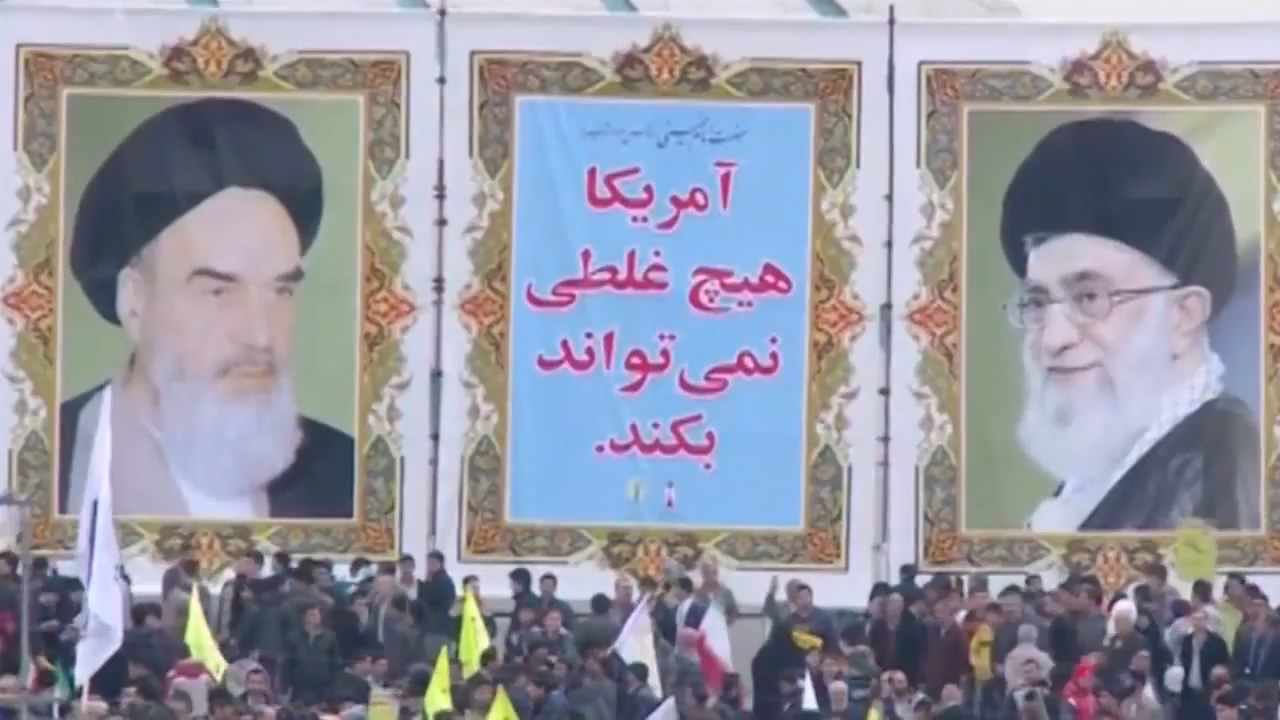 آمریکا
هیچ غلطی
نمی‌تواند
بکند.